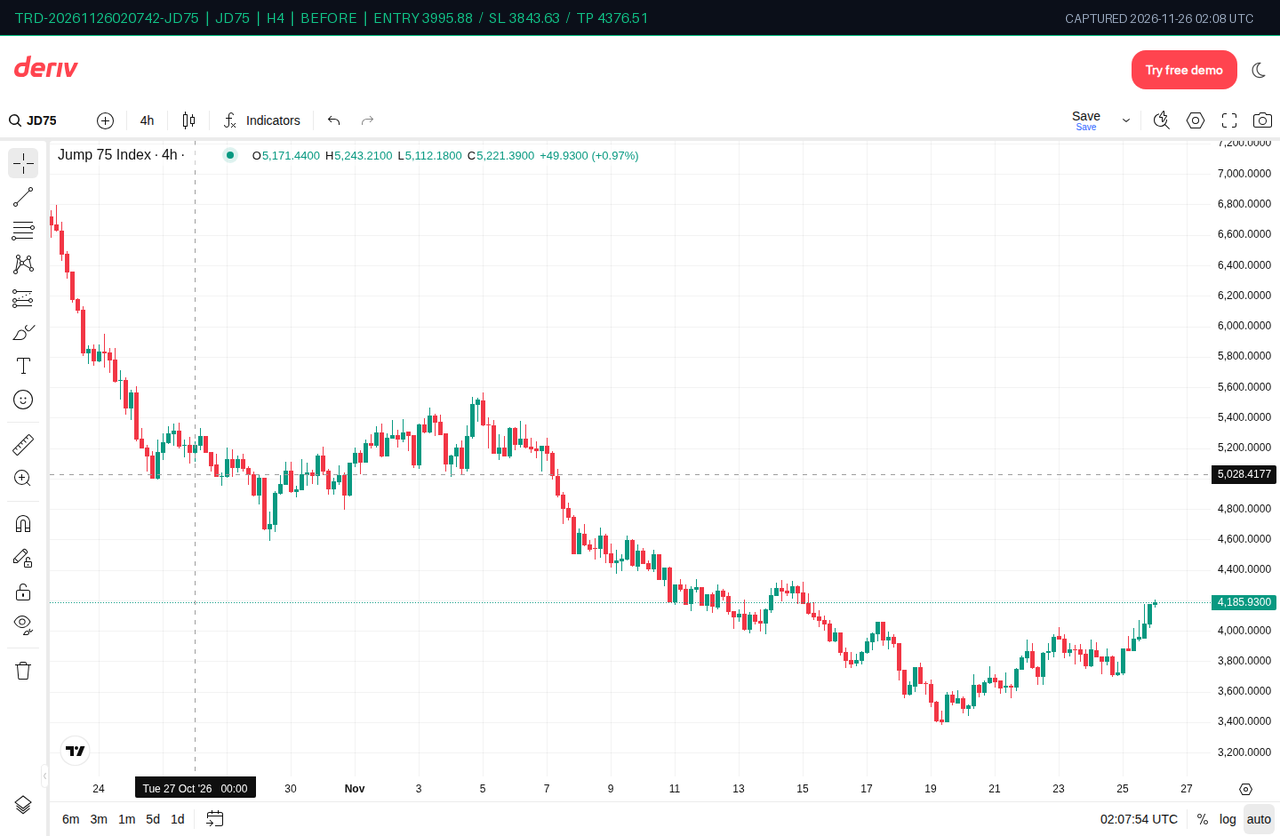 TRD-20261126020742-JD75 | JD75 | H4 | BEFORE | ENTRY 3995.88 / SL 3843.63 / TP 4376.51
CAPTURED 2026-11-26 02:08 UTC
deriv
Try free demo
JD75
4h
Indicators
Save
Save
Jump 75 Index · 4h ·
O5,171.4400 H5,243.2100 L5,112.1800 C5,221.3900 +49.9300 (+0.97%)
7,200.0000
7,000.0000
6,800.0000
6,600.0000
6,400.0000
6,200.0000
6,000.0000
5,800.0000
5,600.0000
5,400.0000
5,200.0000
5,028.4177
4,800.0000
4,600.0000
4,400.0000
4,185.9300
4,000.0000
3,800.0000
3,600.0000
3,400.0000
3,200.0000
24
Tue 27 Oct '26 00:00
30
Nov
3
5
7
9
11
13
15
17
19
21
23
25
27
6m
3m
1m
5d
1d
02:07:54 UTC
%
log
auto